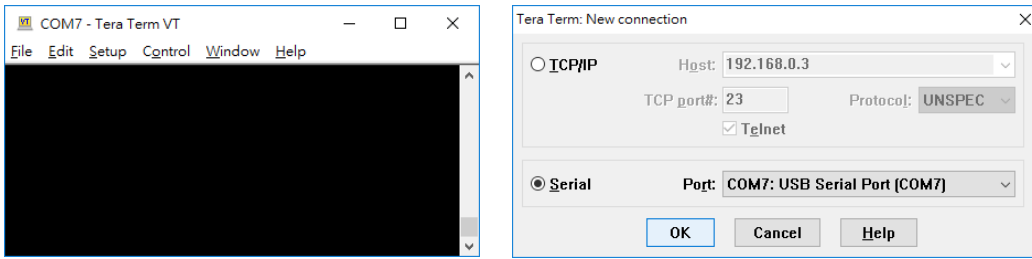 VT COM7 - Tera Term VT
File Edit Setup Control Window Help
Tera Term: New connection
TCP/IP Host: 192.168.0.3
TCP port#: 23 Protocol: UNSPEC
Telnet
Serial Port: COM7: USB Serial Port (COM7)
OK Cancel Help